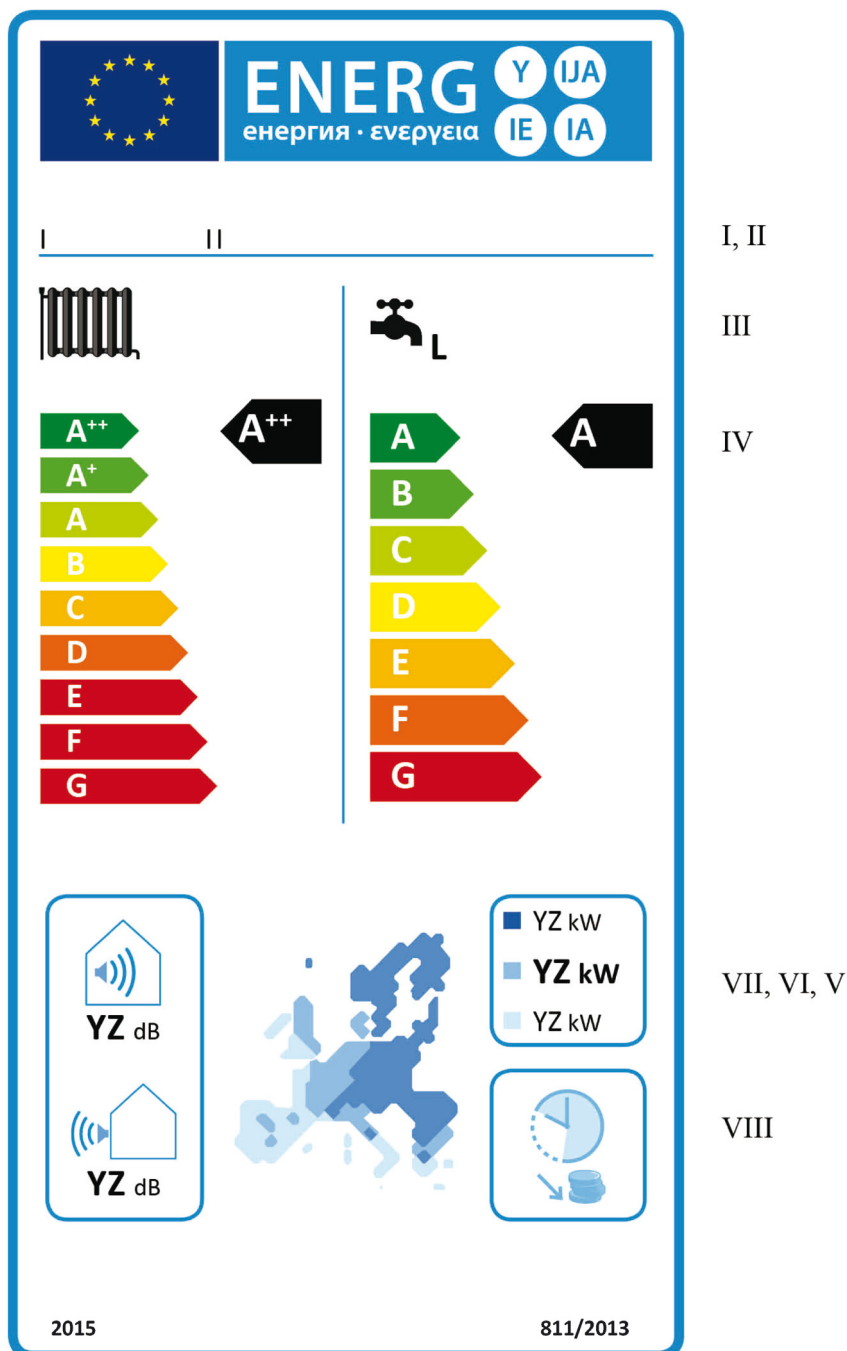 ENERG Y IJA
енергия · ενεργεια IE IA
I II I, II
III
L
A++ A++ A A IV
A+ B
A C
B D
C E
D F
E G
F
G
YZ kW
YZ kW VII, VI, V
YZ kW
YZ dB
VIII
YZ dB
2015 811/2013